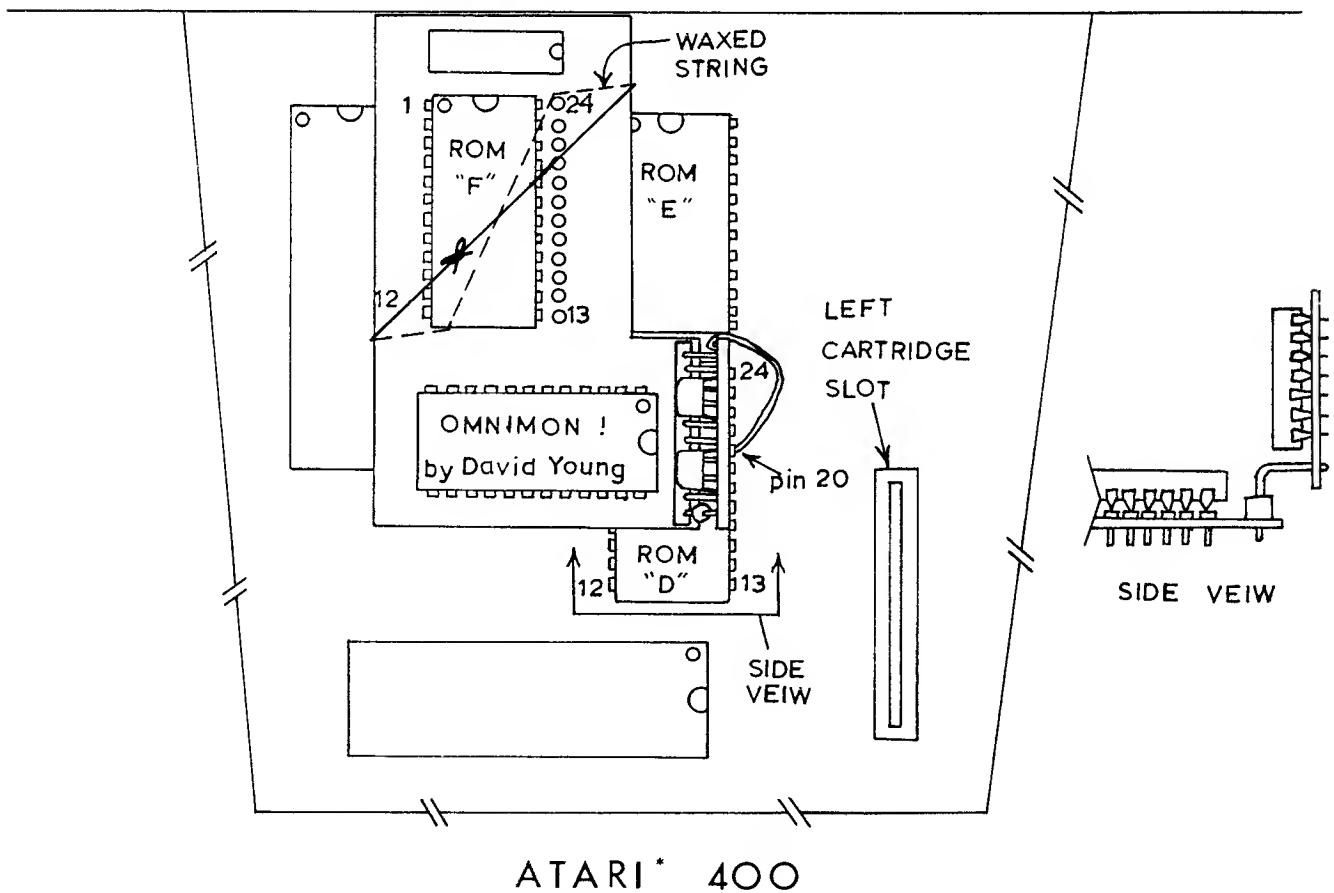 WAXED
STRING
1
24
ROM
"F"
ROM
"E"
12
13
LEFT
CARTRIDGE
SLOT
24
OMNIMON !
by David Young
pin 20
ROM
"D"
12
13
SIDE VEIW
SIDE
VEIW
ATARI* 400